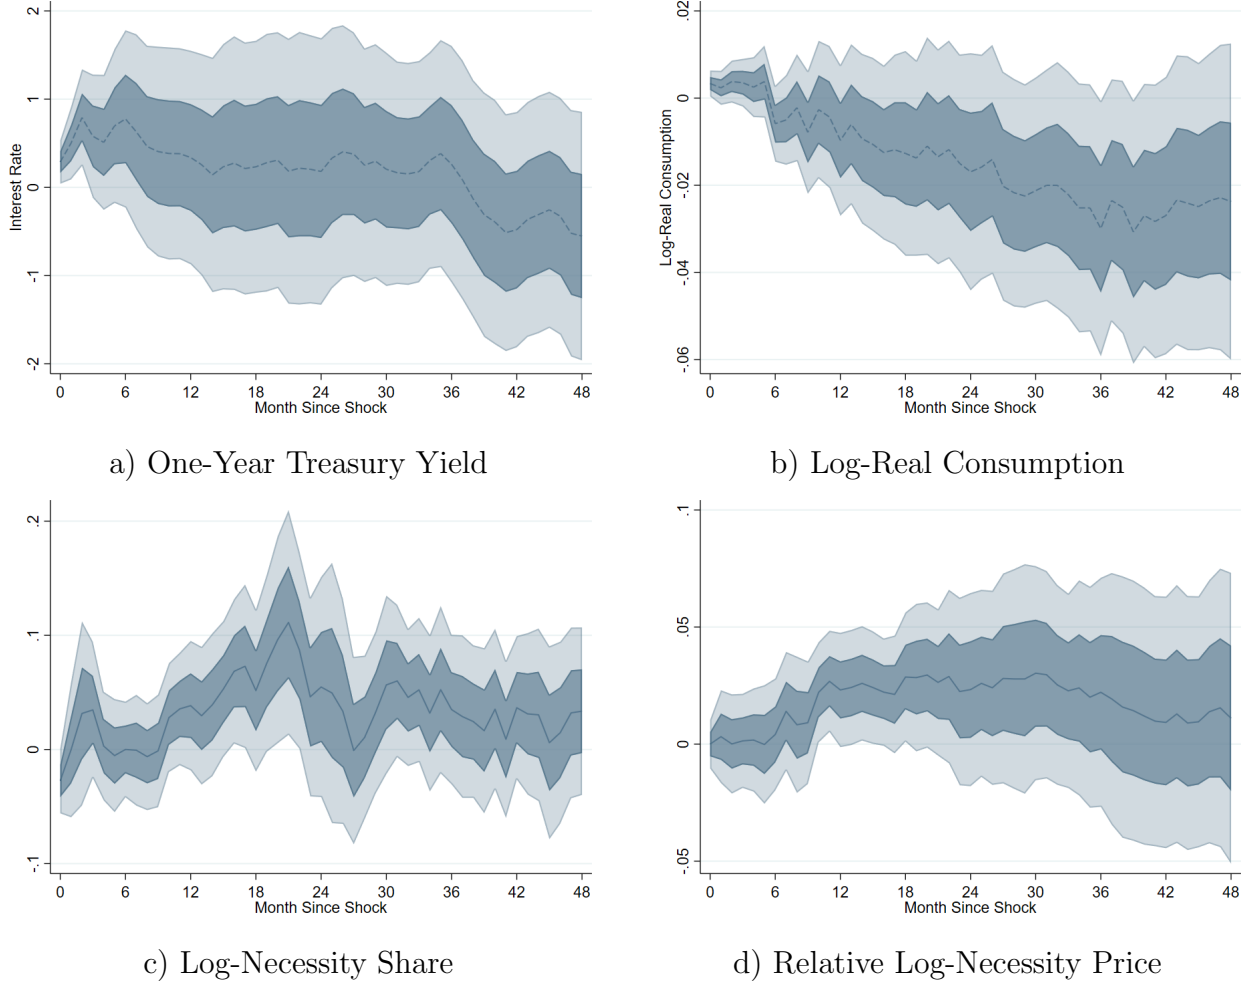 2
1
0
-1
-2
Interest Rate
0 6 12 18 24 30 36 42 48
Month Since Shock
a) One-Year Treasury Yield
.02
0
-.02
-.04
-.06
Log-Real Consumption
0 6 12 18 24 30 36 42 48
Month Since Shock
b) Log-Real Consumption
.2
.1
0
-.1
0 6 12 18 24 30 36 42 48
Month Since Shock
c) Log-Necessity Share
.1
.05
0
-.05
0 6 12 18 24 30 36 42 48
Month Since Shock
d) Relative Log-Necessity Price